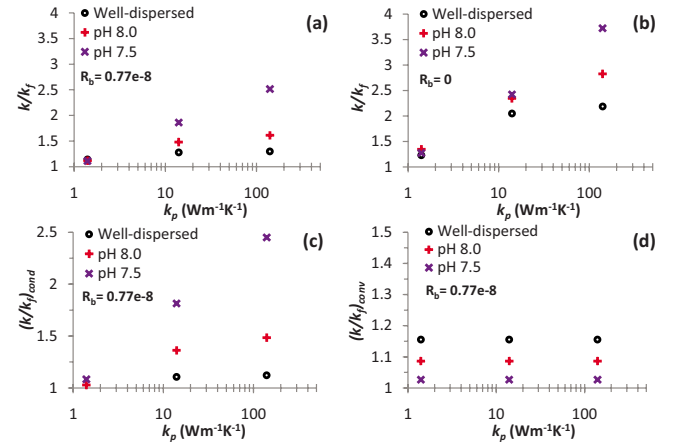 (a)
Well-dispersed
pH 8.0
pH 7.5
R_b= 0.77e-8
k/k_f
4
3.5
3
2.5
2
1.5
1
1 10 100
k_p (Wm⁻¹K⁻¹)
(b)
Well-dispersed
pH 8.0
pH 7.5
R_b= 0
k/k_f
4
3.5
3
2.5
2
1.5
1
1 10 100
k_p (Wm⁻¹K⁻¹)
(c)
Well-dispersed
pH 8.0
pH 7.5
R_b= 0.77e-8
(k/k_f)_cond
2.5
2
1.5
1
1 10 100
k_p (Wm⁻¹K⁻¹)
(d)
Well-dispersed
pH 8.0
pH 7.5
R_b= 0.77e-8
(k/k_f)_conv
1.5
1.4
1.3
1.2
1.1
1
1 10 100
k_p (Wm⁻¹K⁻¹)